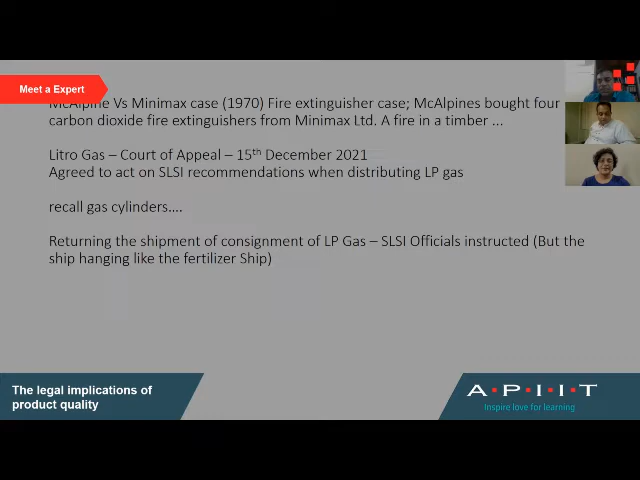 Meet a Expert
McAlpine Vs Minimax case (1970) Fire extinguisher case; McAlpines bought four
carbon dioxide fire extinguishers from Minimax Ltd. A fire in a timber ...
Litro Gas – Court of Appeal – 15th December 2021
Agreed to act on SLSI recommendations when distributing LP gas
recall gas cylinders....
Returning the shipment of consignment of LP Gas – SLSI Officials instructed (But the
ship hanging like the fertilizer Ship)
The legal implications of
product quality
A·P·I·I·T
Inspire love for learning